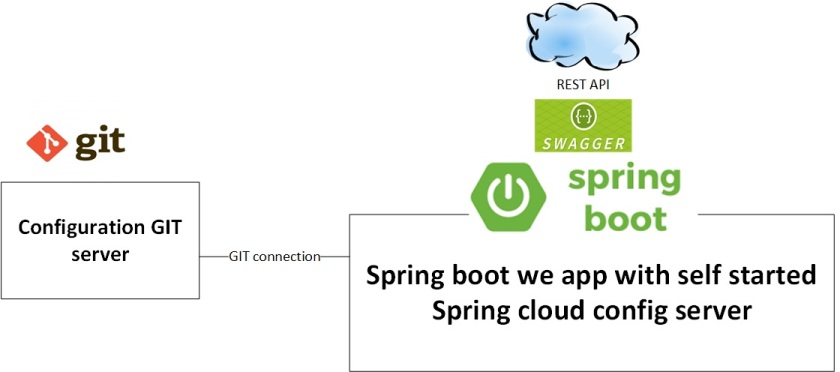 REST API
{···}
SWAGGER
git
spring
boot
Configuration GIT
server
GIT connection
Spring boot we app with self started
Spring cloud config server